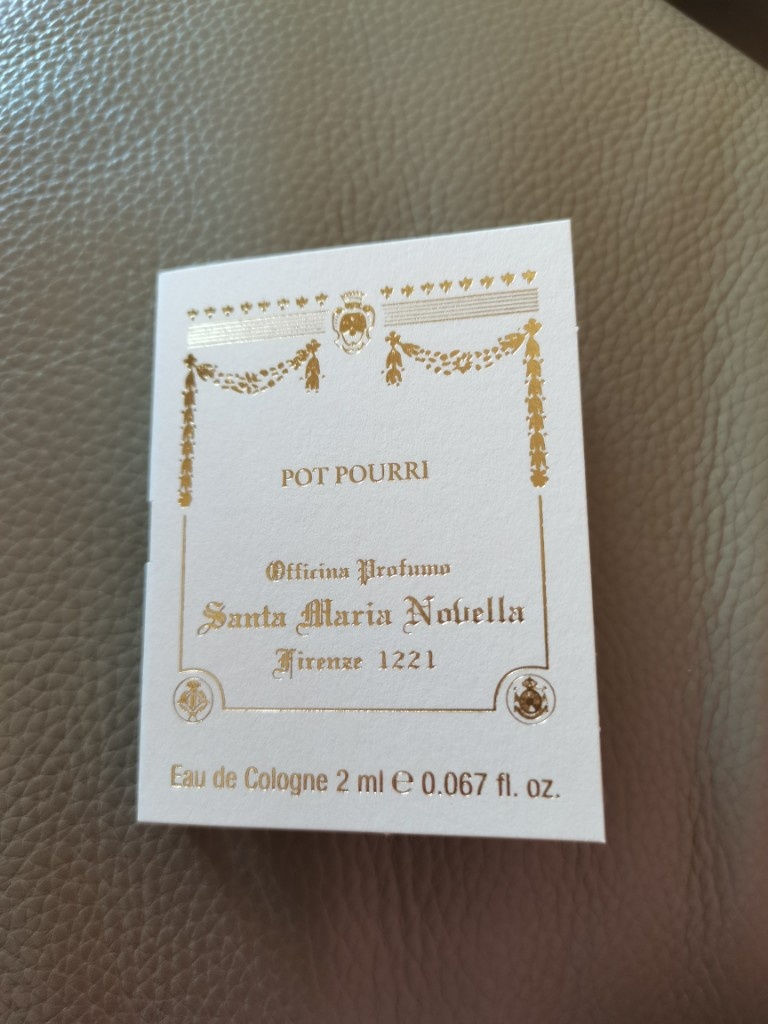 POT POURRI
Officina Profumo
Santa Maria Novella
Firenze 1221
Eau de Cologne 2 ml ℮ 0.067 fl. oz.